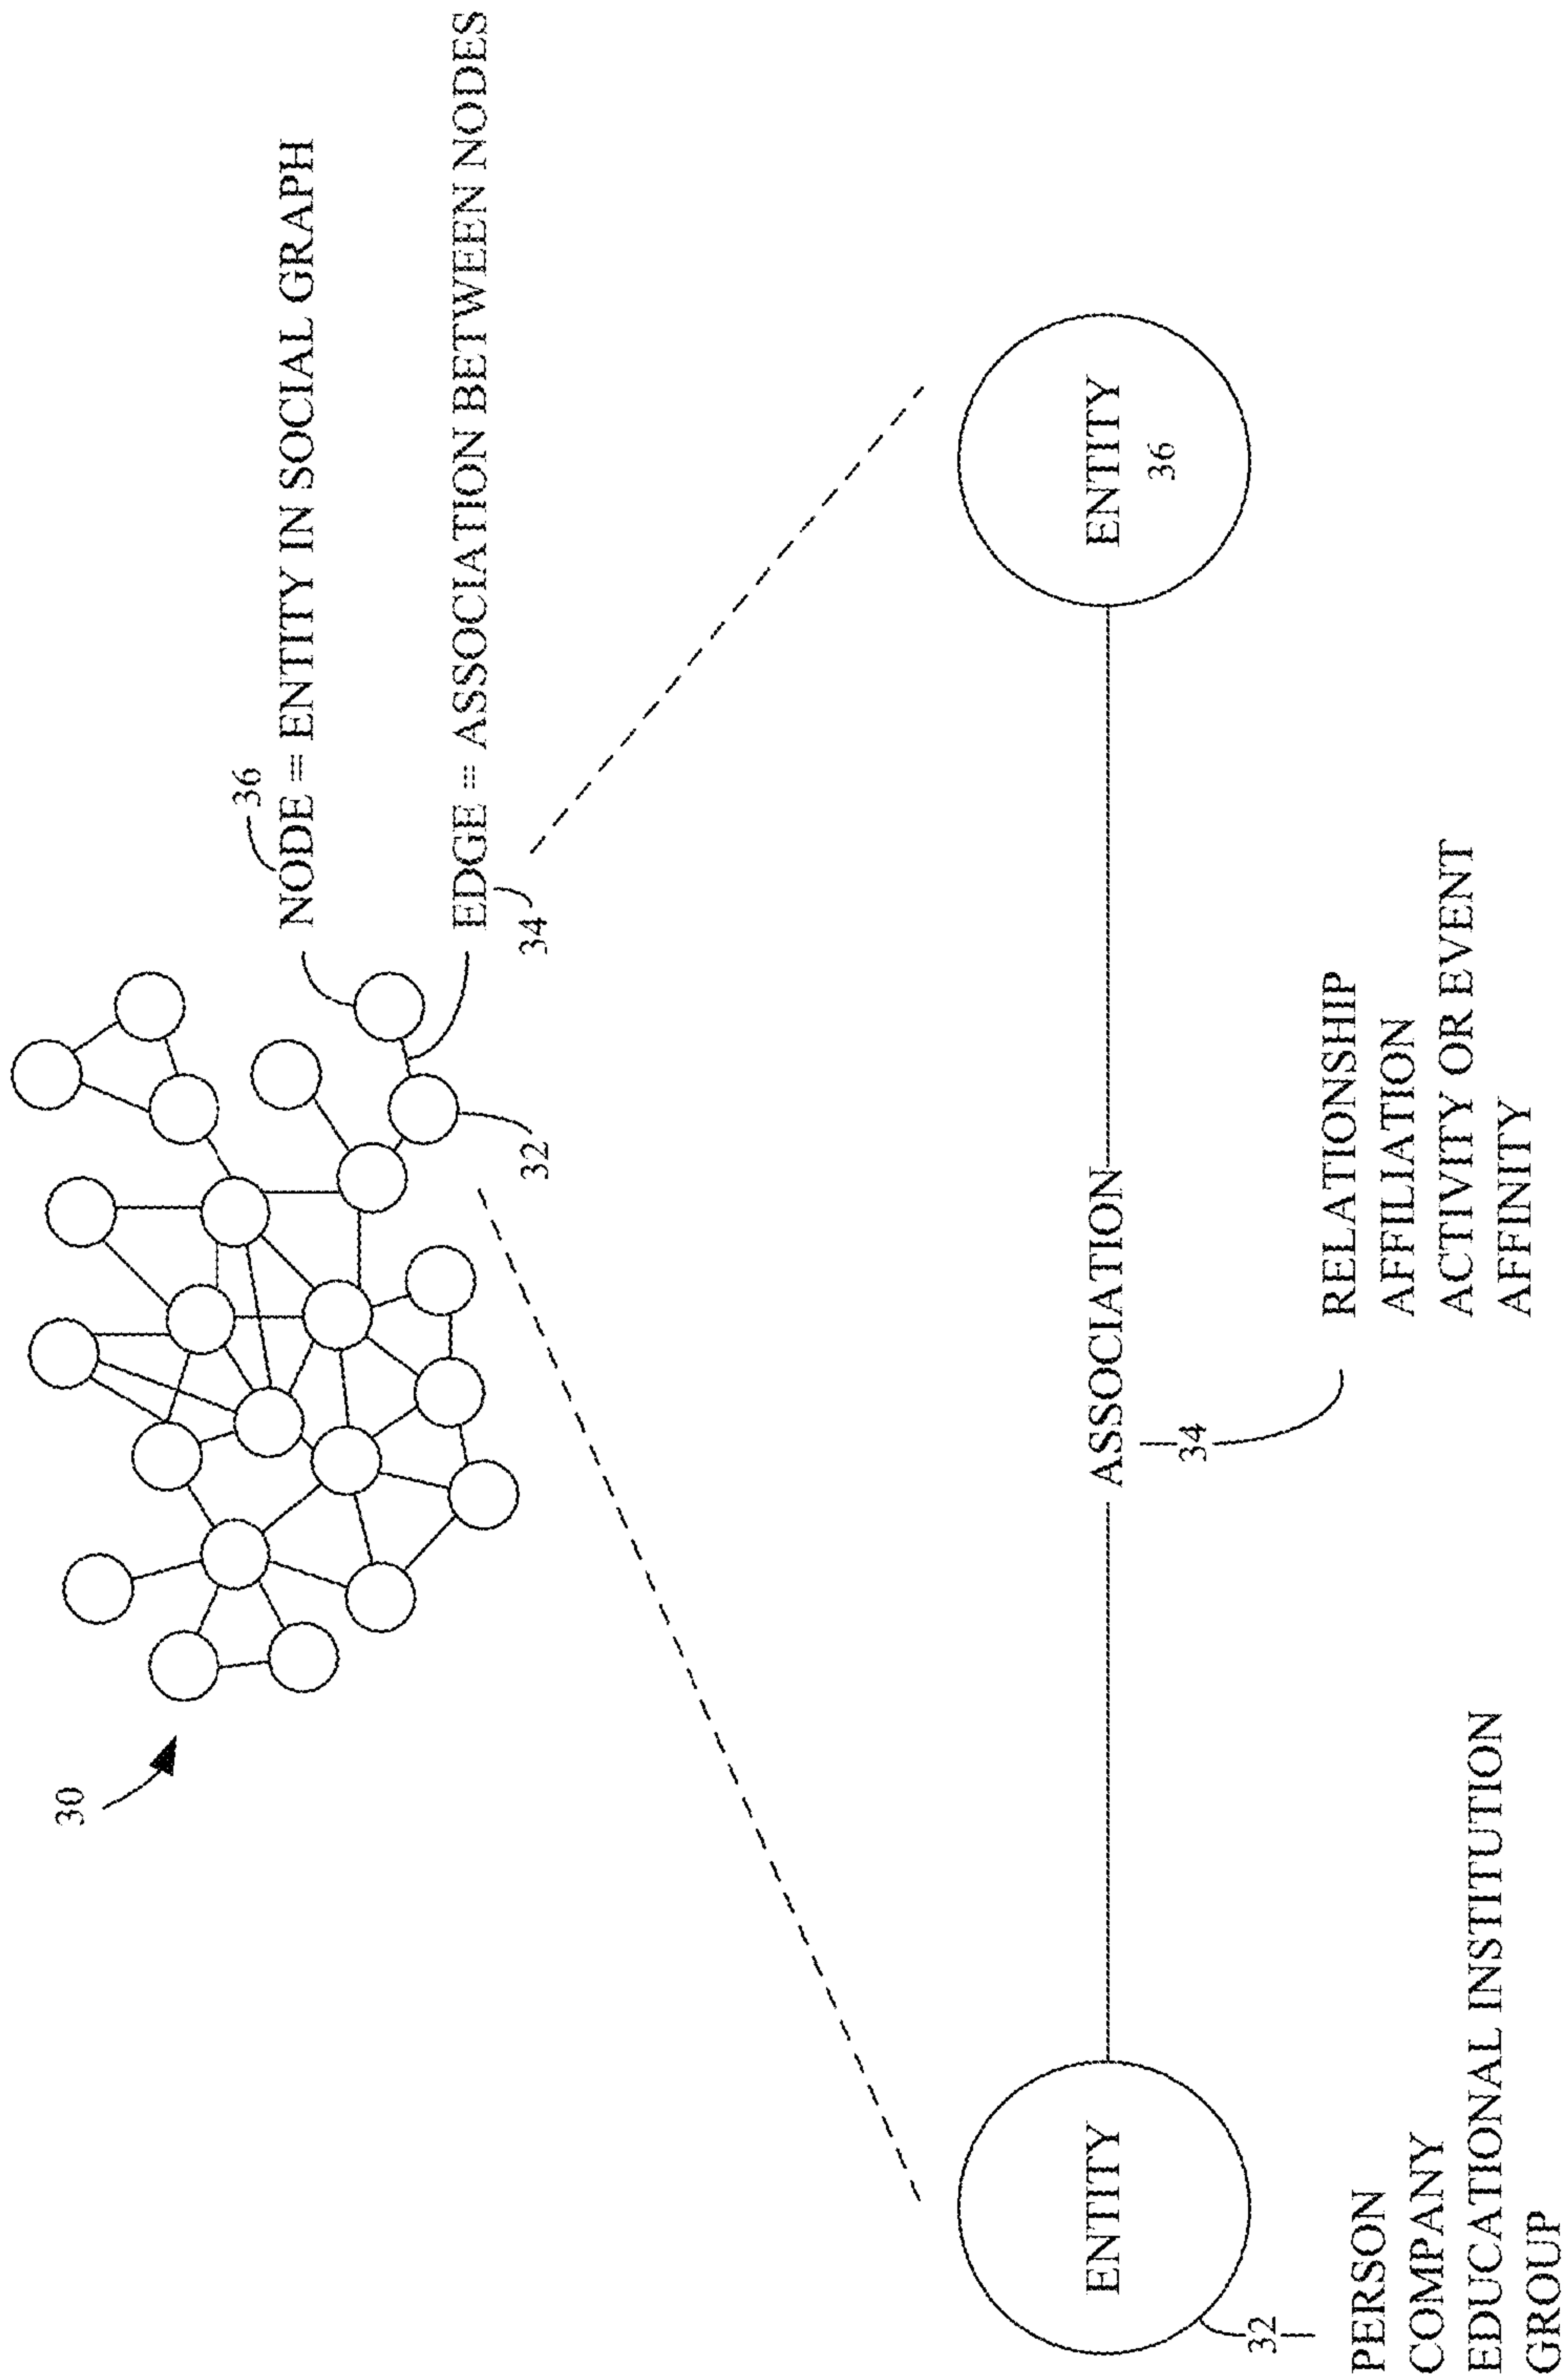 30
36
NODE = ENTITY IN SOCIAL GRAPH
EDGE = ASSOCIATION BETWEEN NODES
34
32
ENTITY
ASSOCIATION
ENTITY
36
32
PERSON
COMPANY
EDUCATIONAL INSTITUTION
GROUP
34
RELATIONSHIP
AFFILIATION
ACTIVITY OR EVENT
AFFINITY